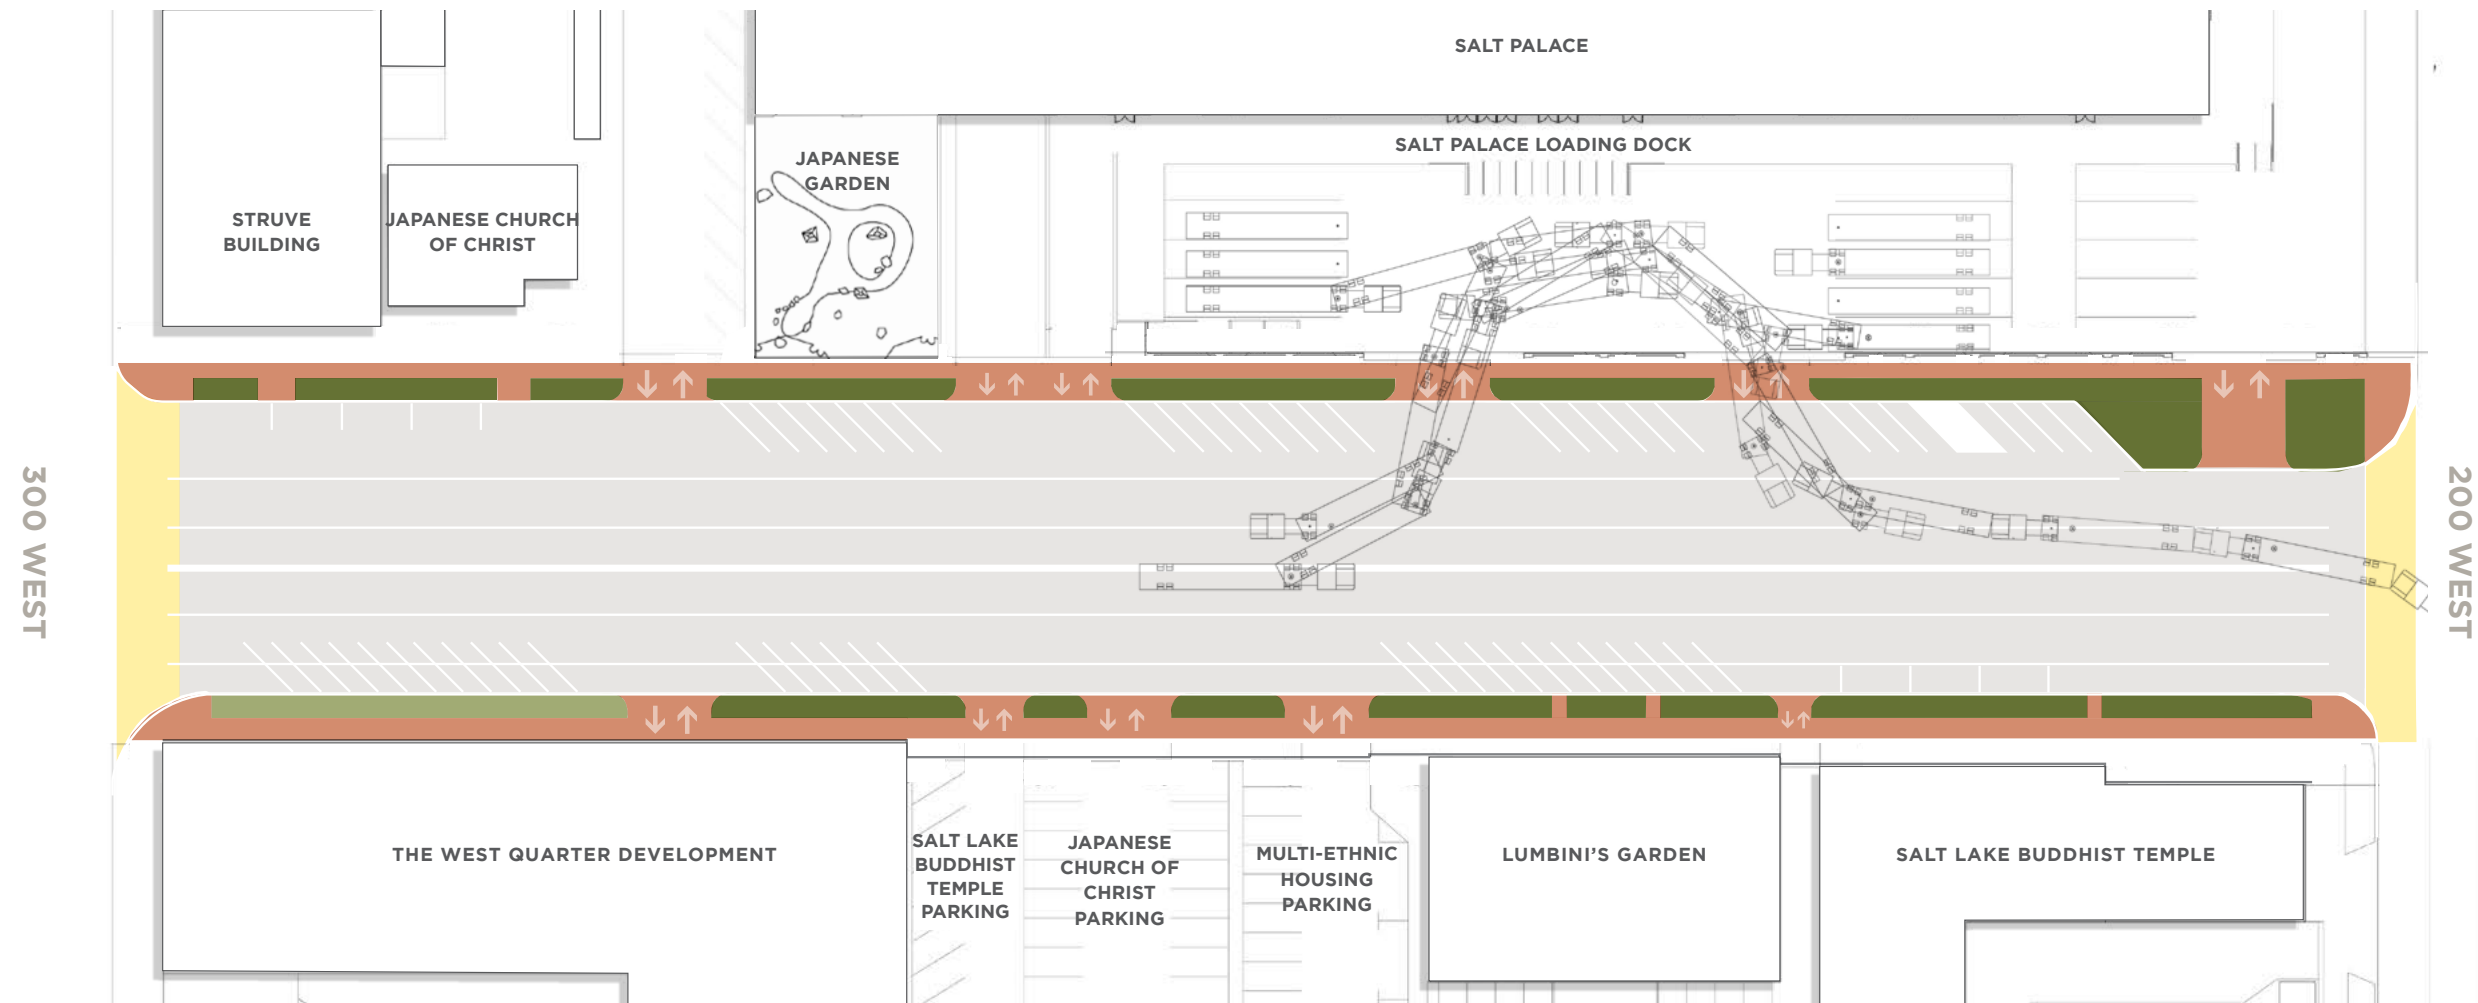 SALT PALACE
SALT PALACE LOADING DOCK
JAPANESE
GARDEN
STRUVE
BUILDING
JAPANESE CHURCH
OF CHRIST
300 WEST
200 WEST
THE WEST QUARTER DEVELOPMENT
SALT LAKE
BUDDHIST
TEMPLE
PARKING
JAPANESE
CHURCH OF
CHRIST
PARKING
MULTI-ETHNIC
HOUSING
PARKING
LUMBINI'S GARDEN
SALT LAKE BUDDHIST TEMPLE